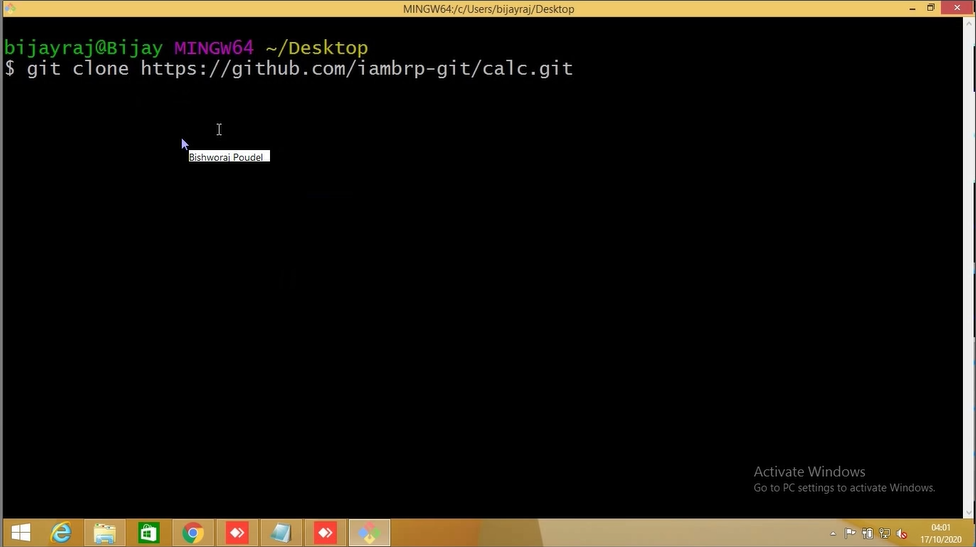 MINGW64:/c/Users/bijayraj/Desktop
bijayraj@Bijay MINGW64 ~/Desktop
$ git clone https://github.com/iambrp-git/calc.git
Bishworaj Poudel
Activate Windows
Go to PC settings to activate Windows.
04:01
17/10/2020